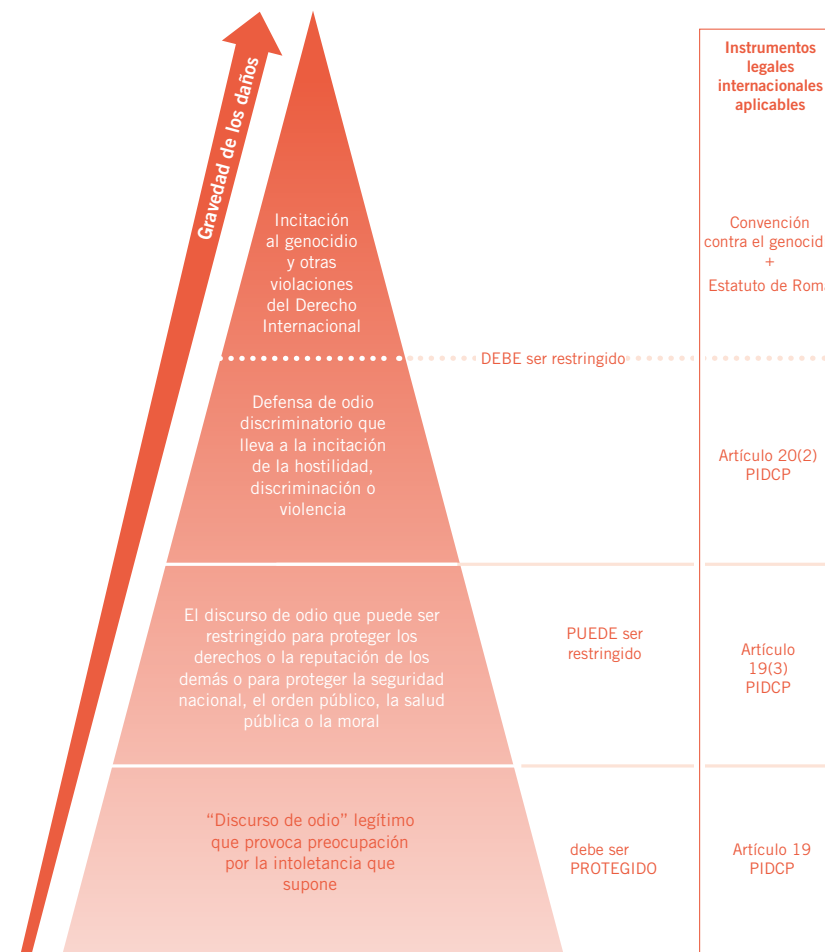 Gravedad de los daños
Incitación
al genocidio
y otras
violaciones
del Derecho
Internacional
Defensa de odio
discriminatorio que
lleva a la incitación
de la hostilidad,
discriminación o
violencia
El discurso de odio que puede ser
restringido para proteger los
derechos o la reputación de los
demás o para proteger la seguridad
nacional, el orden público, la salud
pública o la moral
“Discurso de odio” legítimo
que provoca preocupación
por la intoletancia que
supone
DEBE ser restringido
PUEDE ser
restringido
debe ser
PROTEGIDO
Instrumentos
legales
internacionales
aplicables
Convención
contra el genocid
+
Estatuto de Rom
Artículo 20(2)
PIDCP
Artículo
19(3)
PIDCP
Artículo 19
PIDCP